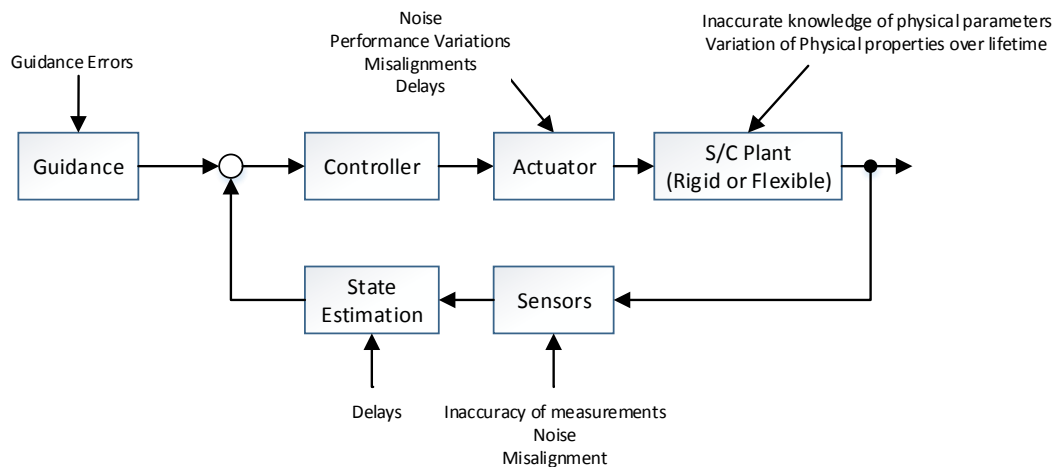 Noise
Performance Variations
Misalignments
Delays
Inaccurate knowledge of physical parameters
Variation of Physical properties over lifetime
Guidance Errors
Guidance
Controller
Actuator
S/C Plant
(Rigid or Flexible)
State
Estimation
Sensors
Delays
Inaccuracy of measurements
Noise
Misalignment